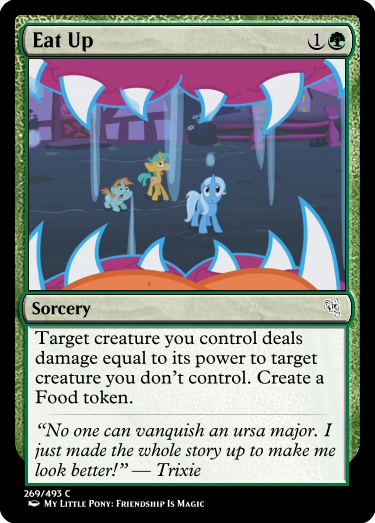 Eat Up 1
Sorcery
Target creature you control deals
damage equal to its power to target
creature you don't control. Create a
Food token.
"No one can vanquish an ursa major. I
just made the whole story up to make me
look better!" — Trixie
269/493 C
My Little Pony: Friendship Is Magic